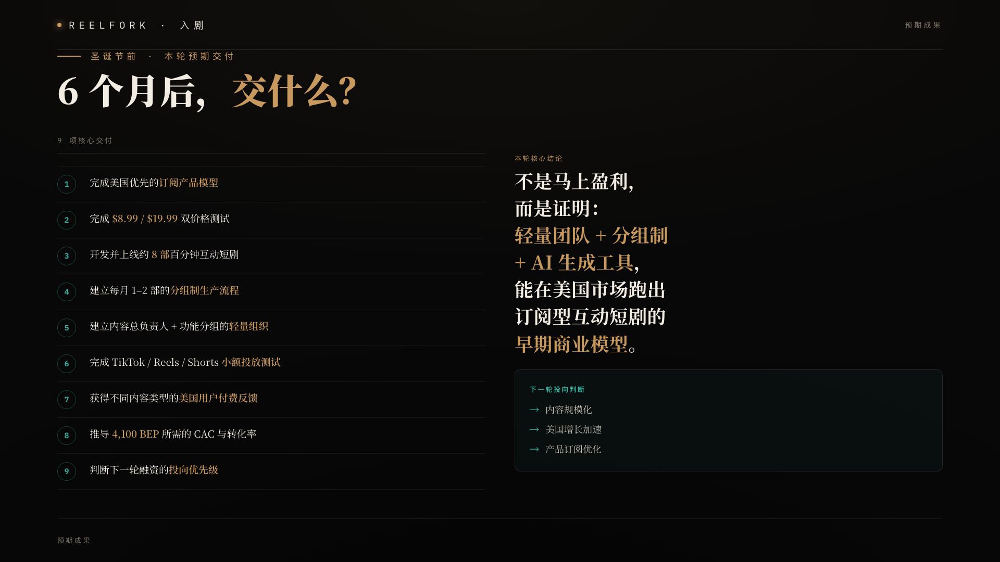 REELFORK · 入剧
预期成果
圣诞节前 · 本轮预期交付
6 个月后，交什么？
9 项核心交付
1 完成美国优先的订阅产品模型
2 完成 $8.99 / $19.99 双价格测试
3 开发并上线约 8 部百分钟互动短剧
4 建立每月 1–2 部的分组制生产流程
5 建立内容总负责人 + 功能分组的轻量组织
6 完成 TikTok / Reels / Shorts 小额投放测试
7 获得不同内容类型的美国用户付费反馈
8 推导 4,100 BEP 所需的 CAC 与转化率
9 判断下一轮融资的投向优先级
本轮核心结论
不是马上盈利，
而是证明：
轻量团队 + 分组制
+ AI 生成工具，
能在美国市场跑出
订阅型互动短剧的
早期商业模型。
下一轮投向判断
→ 内容规模化
→ 美国增长加速
→ 产品订阅优化
预期成果